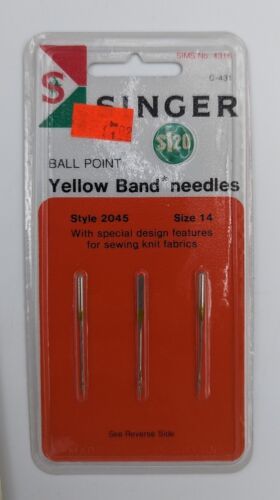 SIMS No. 4316
C-431
S
SINGER
$1.20
BALL POINT
Yellow Band* needles
Style 2045 Size 14
With special design features
for sewing knit fabrics
See Reverse Side